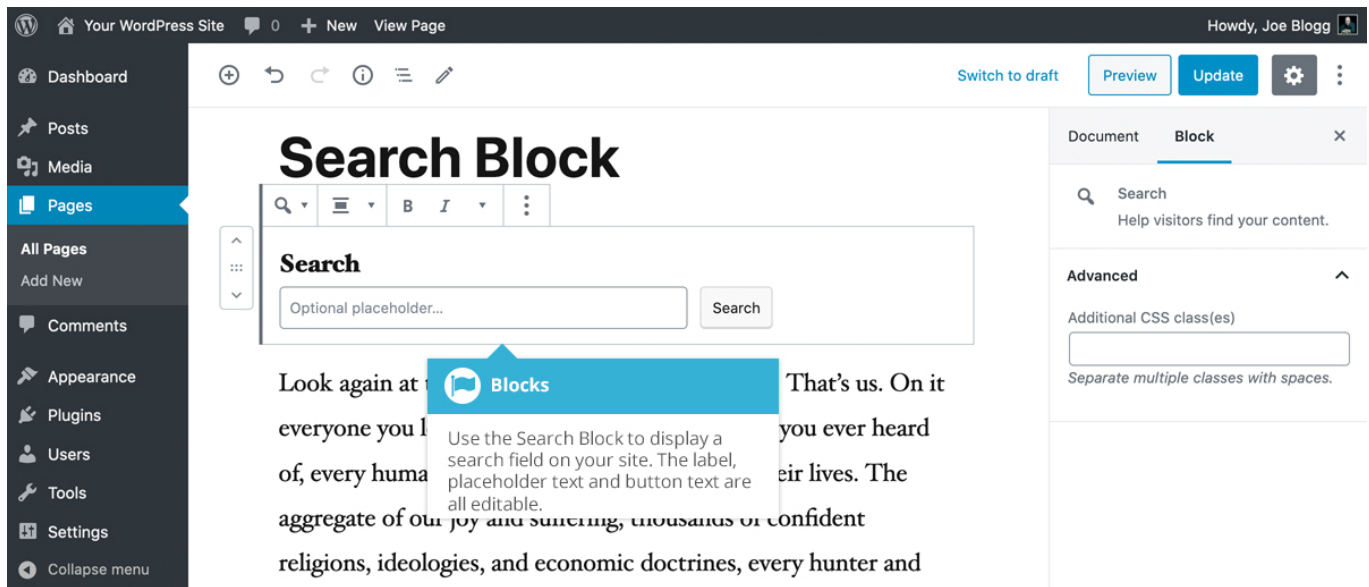 Your WordPress Site 0 New View Page Howdy, Joe Blogg
Dashboard
Posts
Media
Pages
All Pages
Add New
Comments
Appearance
Plugins
Users
Tools
Settings
Collapse menu
Switch to draft Preview Update
Search Block
B I
Search
Optional placeholder... Search
Look again at That's us. On it
everyone you you ever heard
of, every huma eir lives. The
aggregate of our joy and suffering, thousands of confident
religions, ideologies, and economic doctrines, every hunter and
Blocks
Use the Search Block to display a
search field on your site. The label,
placeholder text and button text are
all editable.
Document Block
Search
Help visitors find your content.
Advanced
Additional CSS class(es)
Separate multiple classes with spaces.